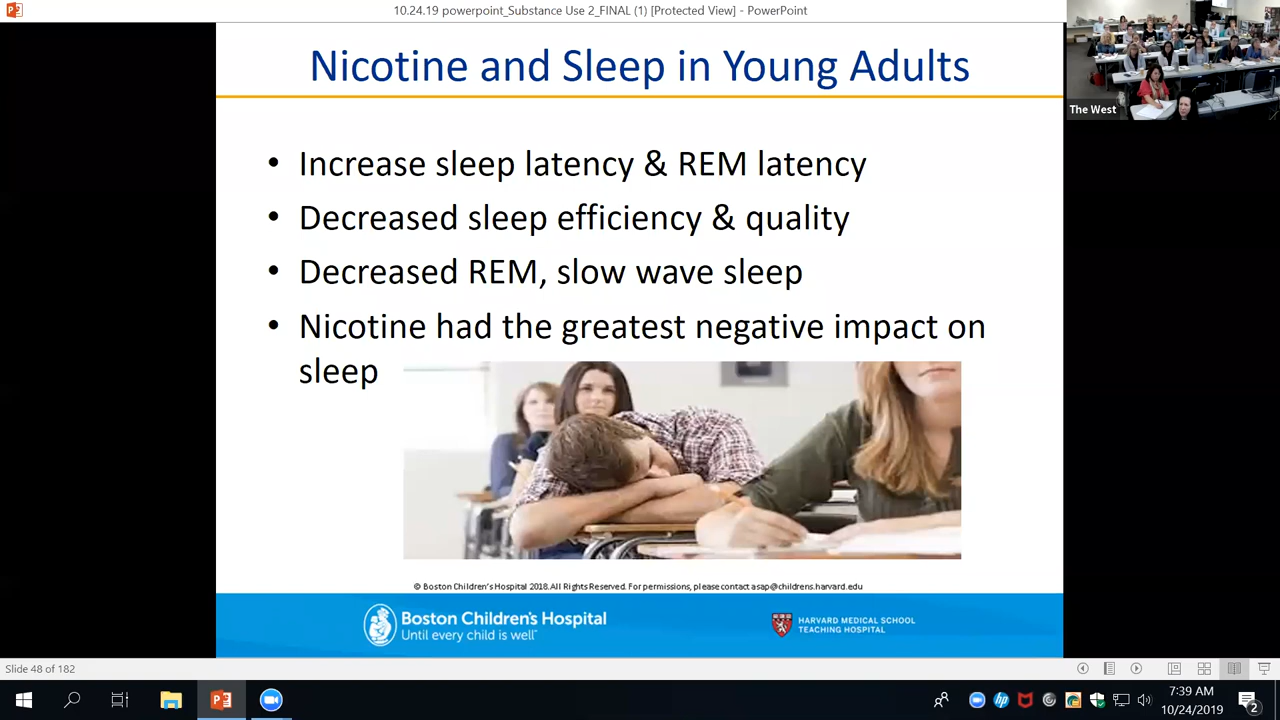 10.24.19 powerpoint_Substance Use 2_FINAL (1) [Protected View] - PowerPoint
The West
Nicotine and Sleep in Young Adults
• Increase sleep latency & REM latency
• Decreased sleep efficiency & quality
• Decreased REM, slow wave sleep
• Nicotine had the greatest negative impact on
sleep
© Boston Children's Hospital 2018. All Rights Reserved. For permissions, please contact asap@childrens.harvard.edu
Boston Children's Hospital
Until every child is well™
HARVARD MEDICAL SCHOOL
TEACHING HOSPITAL
Slide 48 of 182
7:39 AM
10/24/2019
2